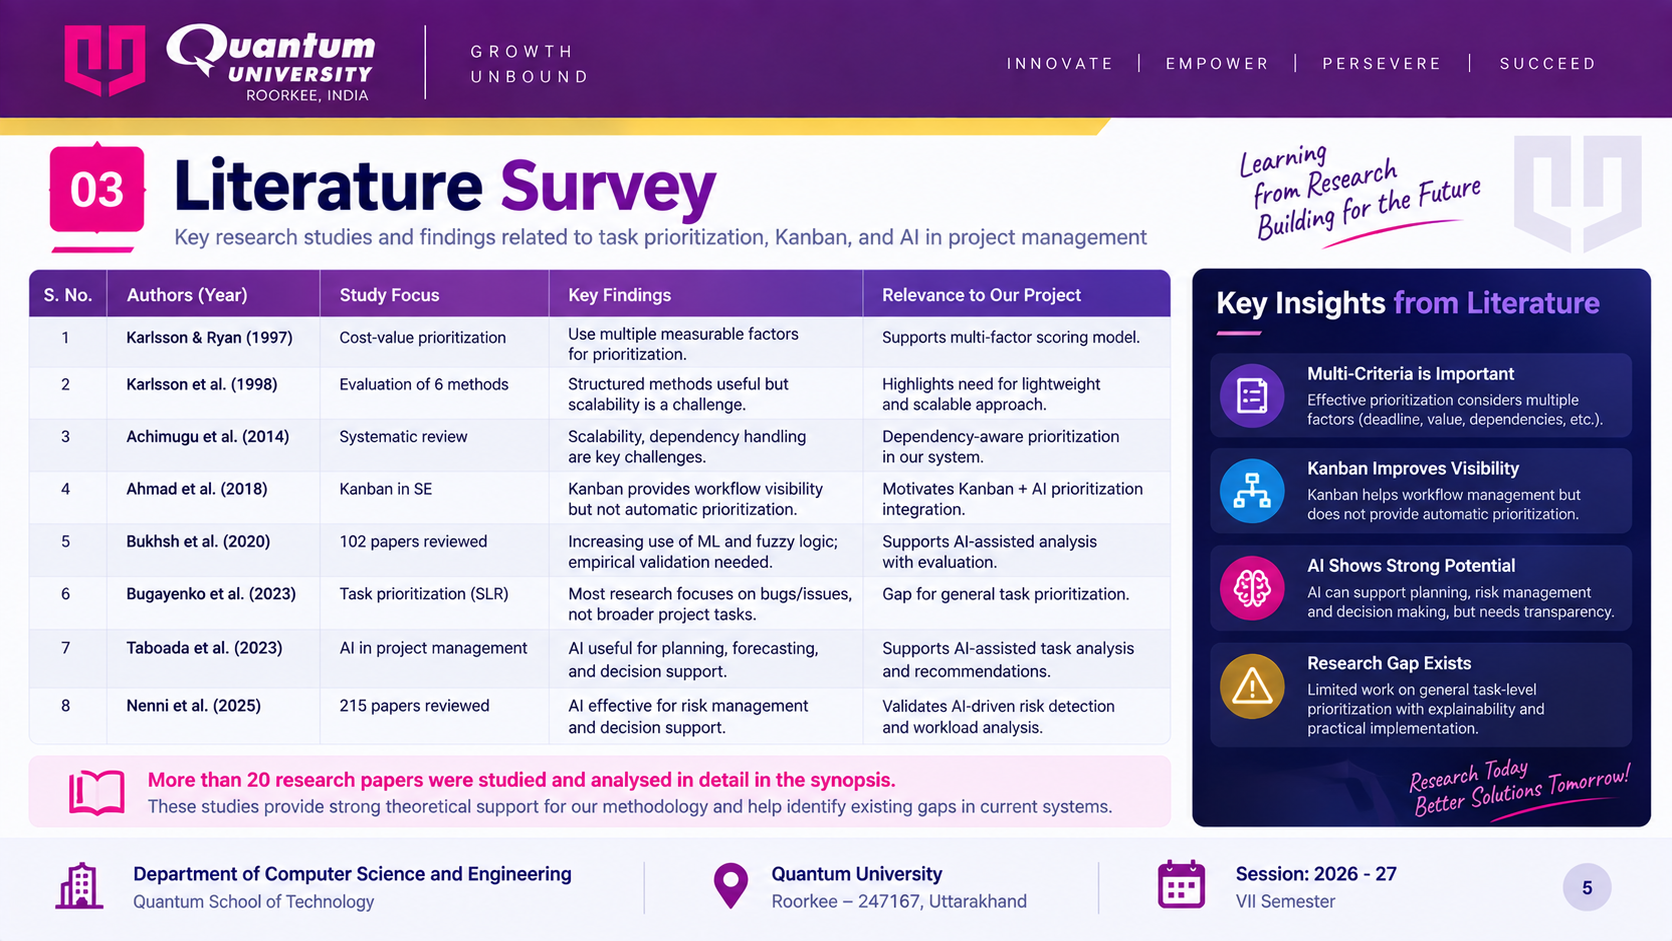 Quantum
UNIVERSITY
ROORKEE, INDIA
GROWTH
UNBOUND
INNOVATE | EMPOWER | PERSEVERE | SUCCEED
03
Literature Survey
Key research studies and findings related to task prioritization, Kanban, and AI in project management
Learning
from Research
Building for the Future
S. No. Authors (Year) Study Focus Key Findings Relevance to Our Project
1 Karlsson & Ryan (1997) Cost-value prioritization Use multiple measurable factors Supports multi-factor scoring model.
for prioritization.
2 Karlsson et al. (1998) Evaluation of 6 methods Structured methods useful but Highlights need for lightweight
scalability is a challenge. and scalable approach.
3 Achimugu et al. (2014) Systematic review Scalability, dependency handling Dependency-aware prioritization
are key challenges. in our system.
4 Ahmad et al. (2018) Kanban in SE Kanban provides workflow visibility Motivates Kanban + AI prioritization
but not automatic prioritization. integration.
5 Bukhsh et al. (2020) 102 papers reviewed Increasing use of ML and fuzzy logic; Supports AI-assisted analysis
empirical validation needed. with evaluation.
6 Bugayenko et al. (2023) Task prioritization (SLR) Most research focuses on bugs/issues, Gap for general task prioritization.
not broader project tasks.
7 Taboada et al. (2023) AI in project management AI useful for planning, forecasting, Supports AI-assisted task analysis
and decision support. and recommendations.
8 Nenni et al. (2025) 215 papers reviewed AI effective for risk management Validates AI-driven risk detection
and decision support. and workload analysis.
More than 20 research papers were studied and analysed in detail in the synopsis.
These studies provide strong theoretical support for our methodology and help identify existing gaps in current systems.
Key Insights from Literature
Multi-Criteria is Important
Effective prioritization considers multiple
factors (deadline, value, dependencies, etc.).
Kanban Improves Visibility
Kanban helps workflow management but
does not provide automatic prioritization.
AI Shows Strong Potential
AI can support planning, risk management
and decision making, but needs transparency.
Research Gap Exists
Limited work on general task-level
prioritization with explainability and
practical implementation.
Research Today
Better Solutions Tomorrow!
Department of Computer Science and Engineering
Quantum School of Technology
Quantum University
Roorkee – 247167, Uttarakhand
Session: 2026 - 27
VII Semester
5